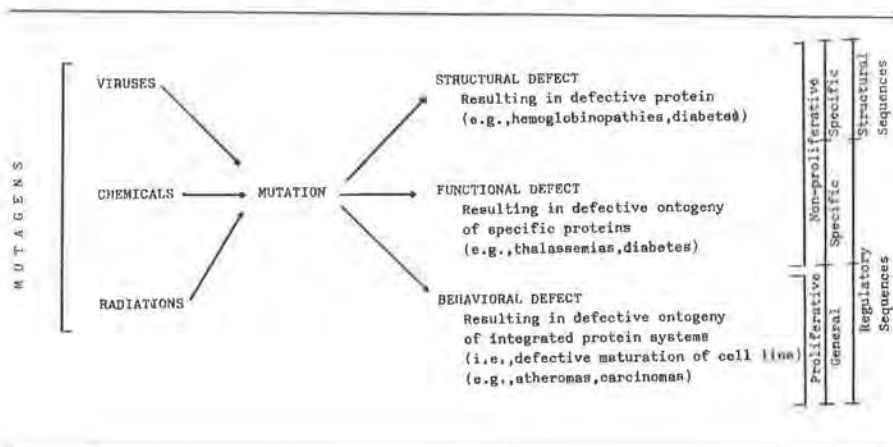 MUTAGENS
VIRUSES
CHEMICALS
RADIATIONS
MUTATION
STRUCTURAL DEFECT
Resulting in defective protein
(e.g.,hemoglobinopathies,diabetes)
FUNCTIONAL DEFECT
Resulting in defective ontogeny
of specific proteins
(e.g.,thalassemias,diabetes)
BEHAVIORAL DEFECT
Resulting in defective ontogeny
of integrated protein systems
(i.e.,defective maturation of cell line)
(e.g.,atheromas,carcinomas)
Non-proliferative
Proliferative
Specific
Specific
General
Structural
Sequences
Regulatory
Sequences